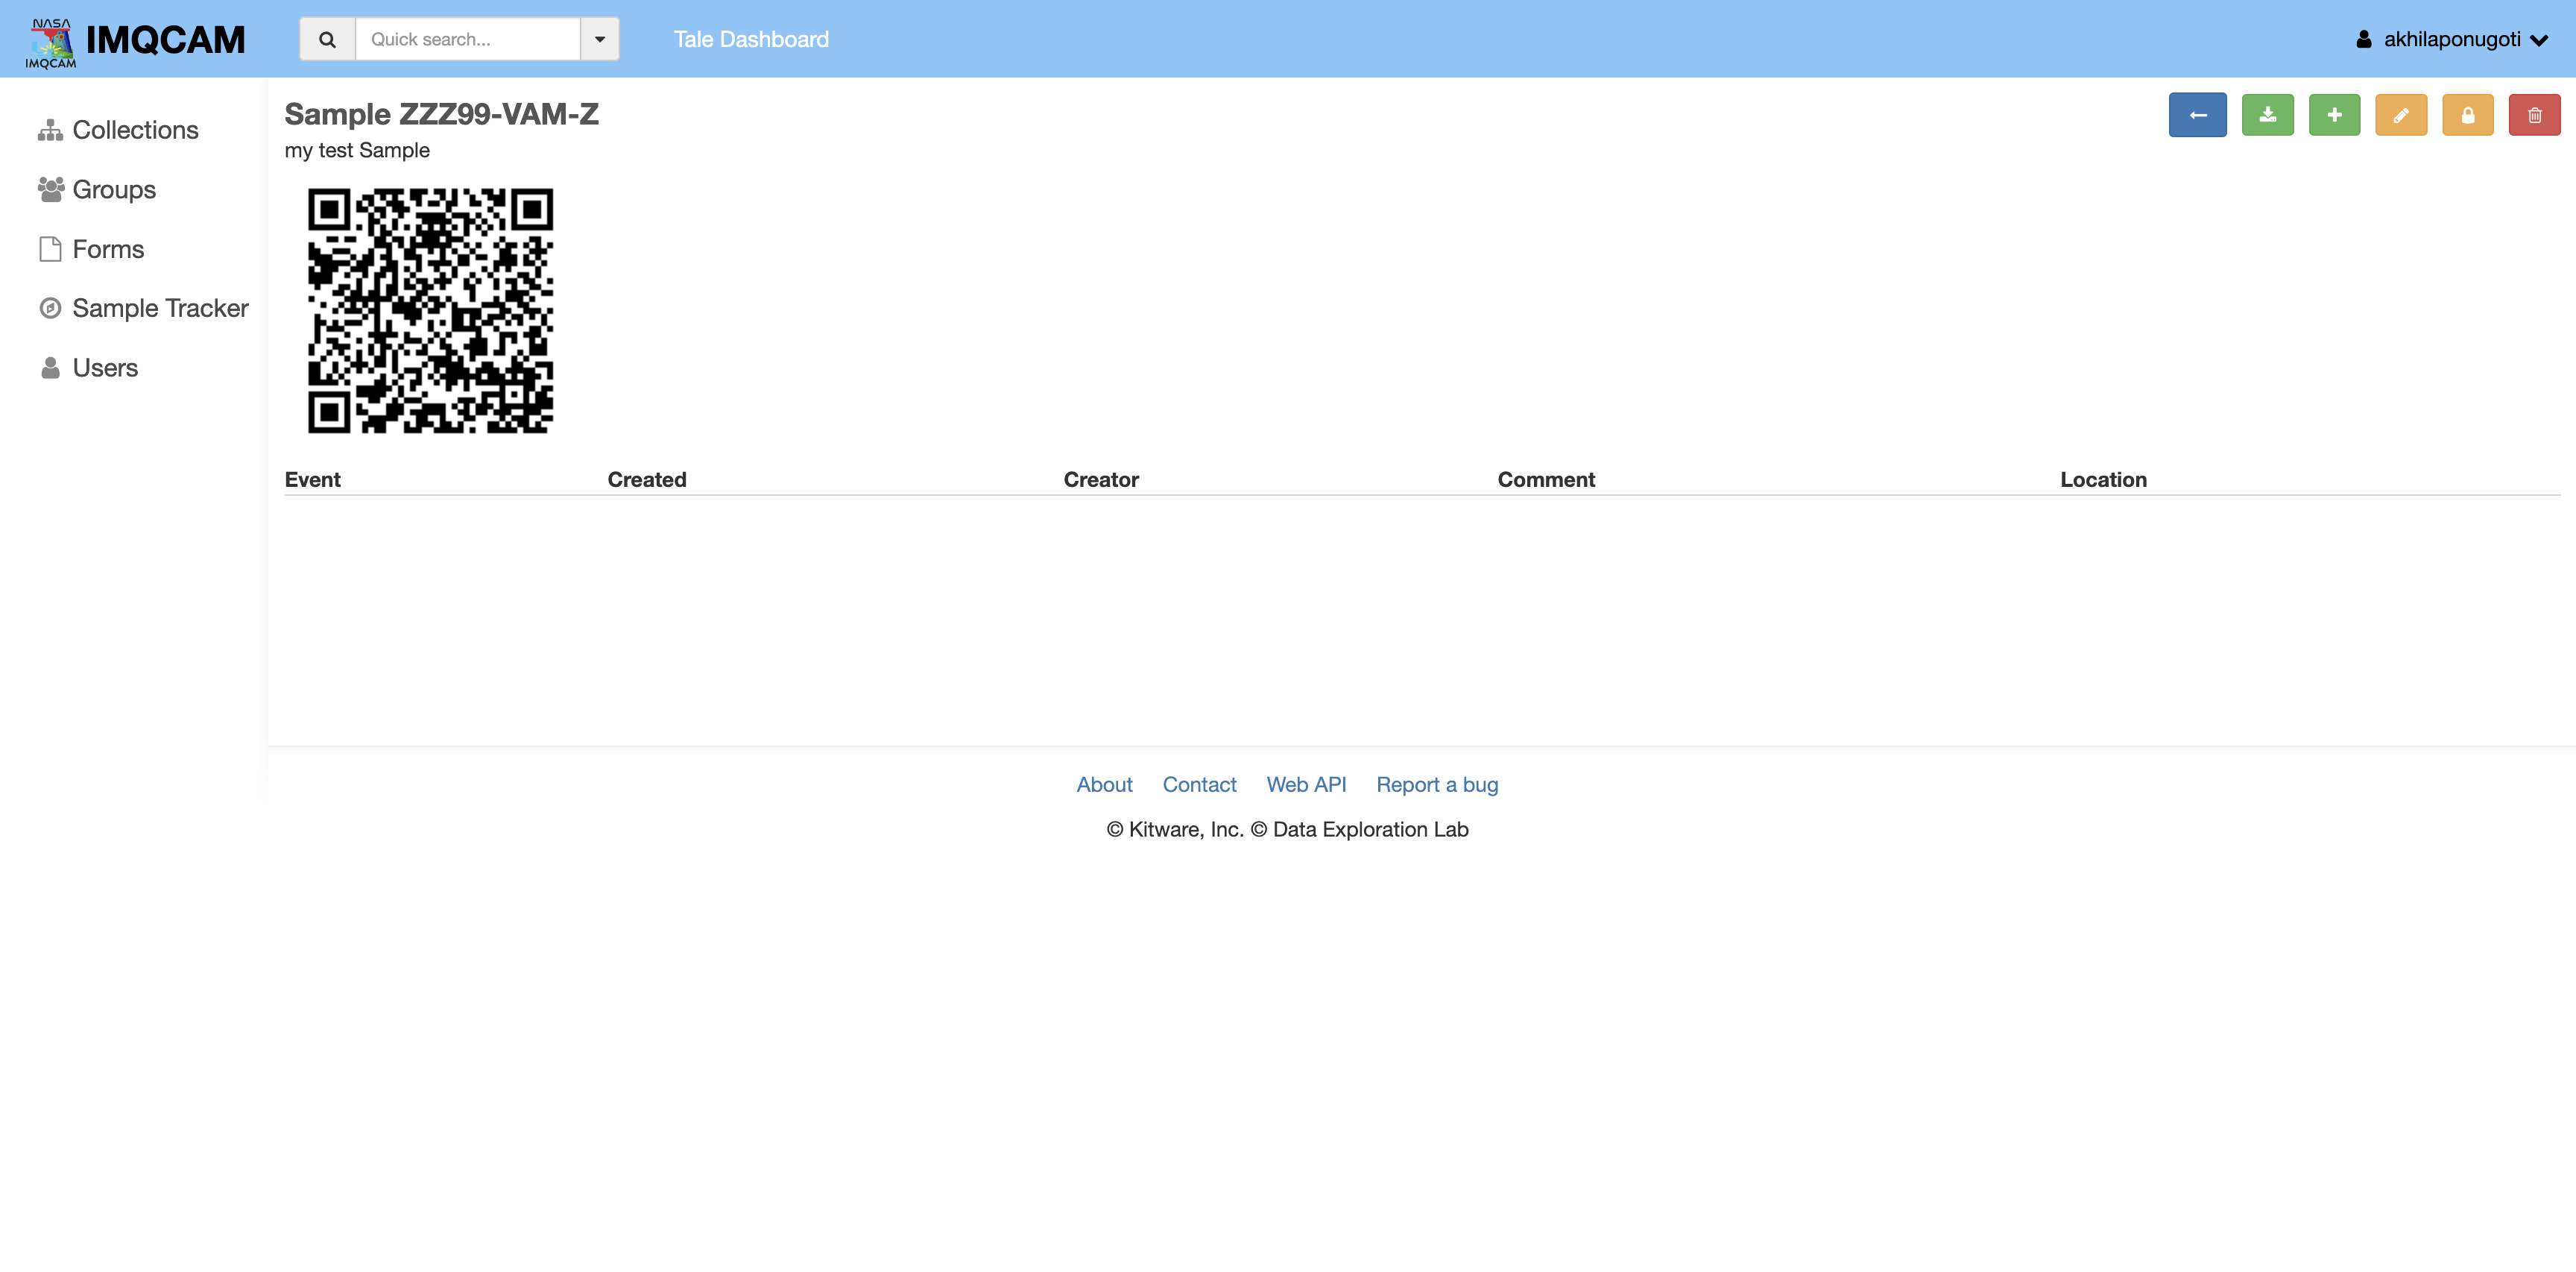 NASA
IMQCAM
IMQCAM
Quick search...
Tale Dashboard
akhilaponugoti
Collections
Groups
Forms
Sample Tracker
Users
Sample ZZZ99-VAM-Z
my test Sample
Event Created Creator Comment Location
About Contact Web API Report a bug
© Kitware, Inc. © Data Exploration Lab